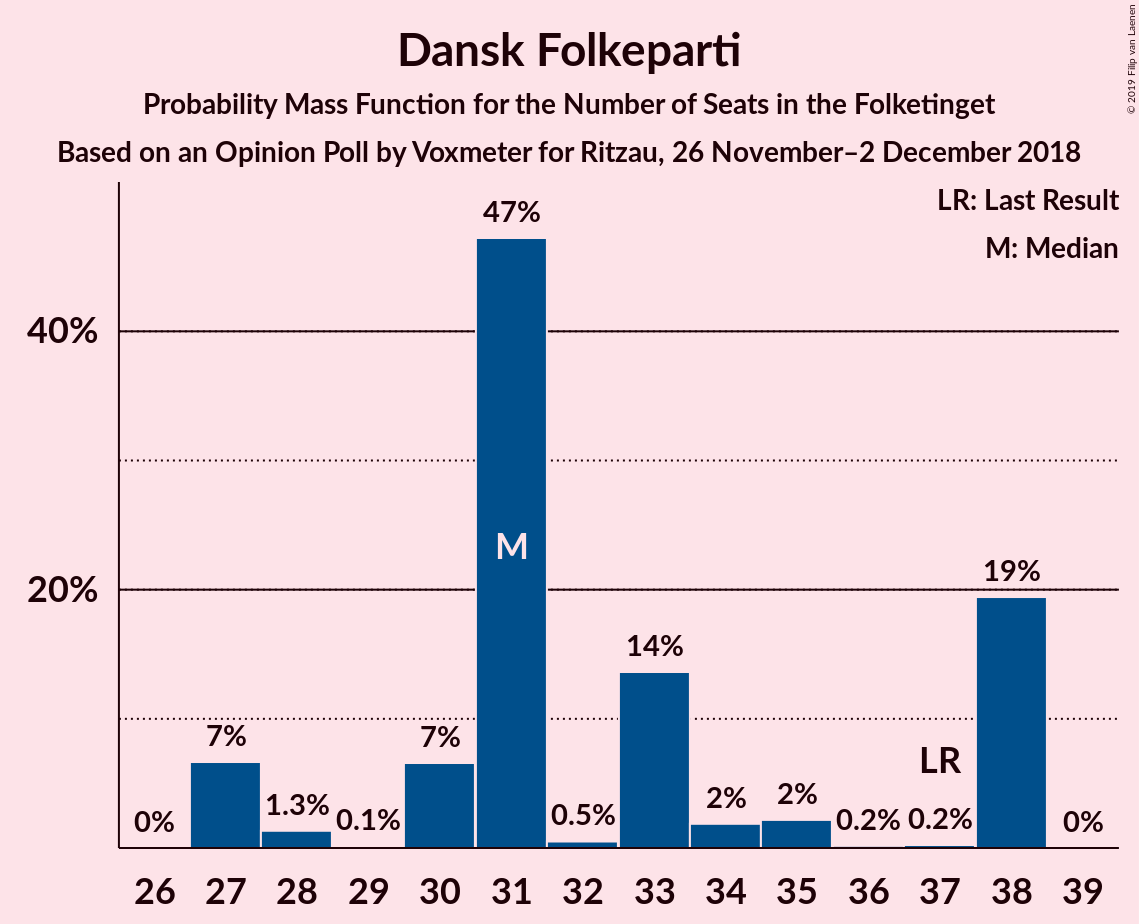 Dansk Folkeparti
Probability Mass Function for the Number of Seats in the Folketinget
Based on an Opinion Poll by Voxmeter for Ritzau, 26 November–2 December 2018
© 2019 Filip van Laenen
LR: Last Result
M: Median
40%
20%
0%
7%
1.3%
0.1%
7%
47%
M
0.5%
14%
2%
2%
0.2%
LR
0.2%
19%
0%
26 27 28 29 30 31 32 33 34 35 36 37 38 39